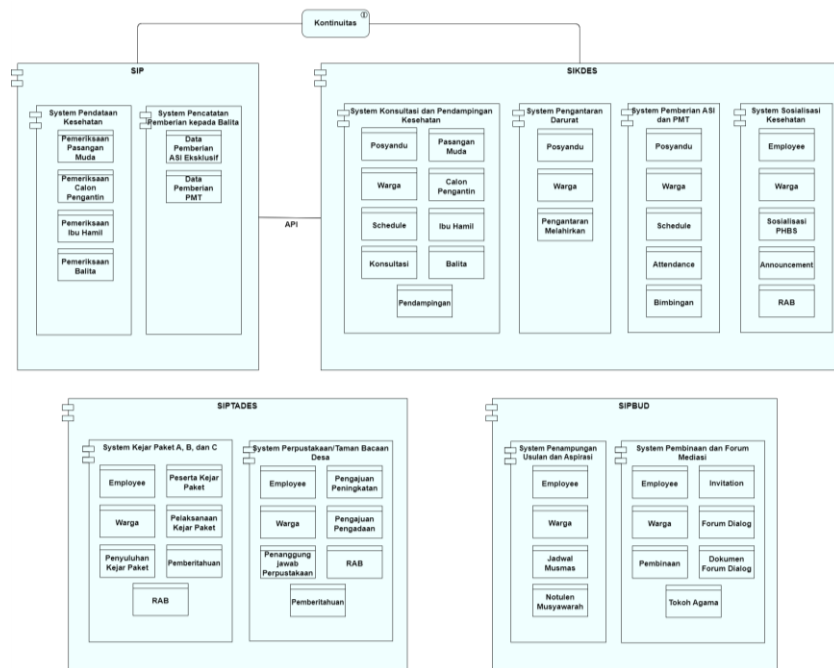 Kontinuitas
SIP
System Pendataan
Kesehatan
Pemeriksaan
Pasangan
Muda
Pemeriksaan
Calon
Pengantin
Pemeriksaan
Ibu Hamil
Pemeriksaan
Balita
System Pencatatan
Pemberian kepada Balita
Data
Pemberian
ASI Eksklusif
Data
Pemberian
PMT
API
SIKDES
System Konsultasi dan Pendampingan
Kesehatan
Posyandu
Pasangan
Muda
Warga
Calon
Pengantin
Schedule
Ibu Hamil
Konsultasi
Balita
Pendampingan
System Pengantaran
Darurat
Posyandu
Warga
Pengantaran
Melahirkan
System Pemberian ASI
dan PMT
Posyandu
Warga
Schedule
Attendance
Bimbingan
System Sosialisasi
Kesehatan
Employee
Warga
Sosialisasi
PHBS
Announcement
RAB
SIPTADES
System Kejar Paket A, B, dan C
Employee
Peserta Kejar
Paket
Warga
Pelaksanaan
Kejar Paket
Penyuluhan
Kejar Paket
Pemberitahuan
RAB
System Perpustakaan/Taman Bacaan
Desa
Employee
Pengajuan
Peningkatan
Warga
Pengajuan
Pengadaan
Penanggung
jawab
Perpustakaan
RAB
Pemberitahuan
SIPBUD
System Penampungan
Usulan dan Aspirasi
Employee
Warga
Jadwal
Musmas
Notulen
Musyawarah
System Pembinaan dan Forum
Mediasi
Employee
Invitation
Warga
Forum Dialog
Pembinaan
Dokumen
Forum Dialog
Tokoh Agama